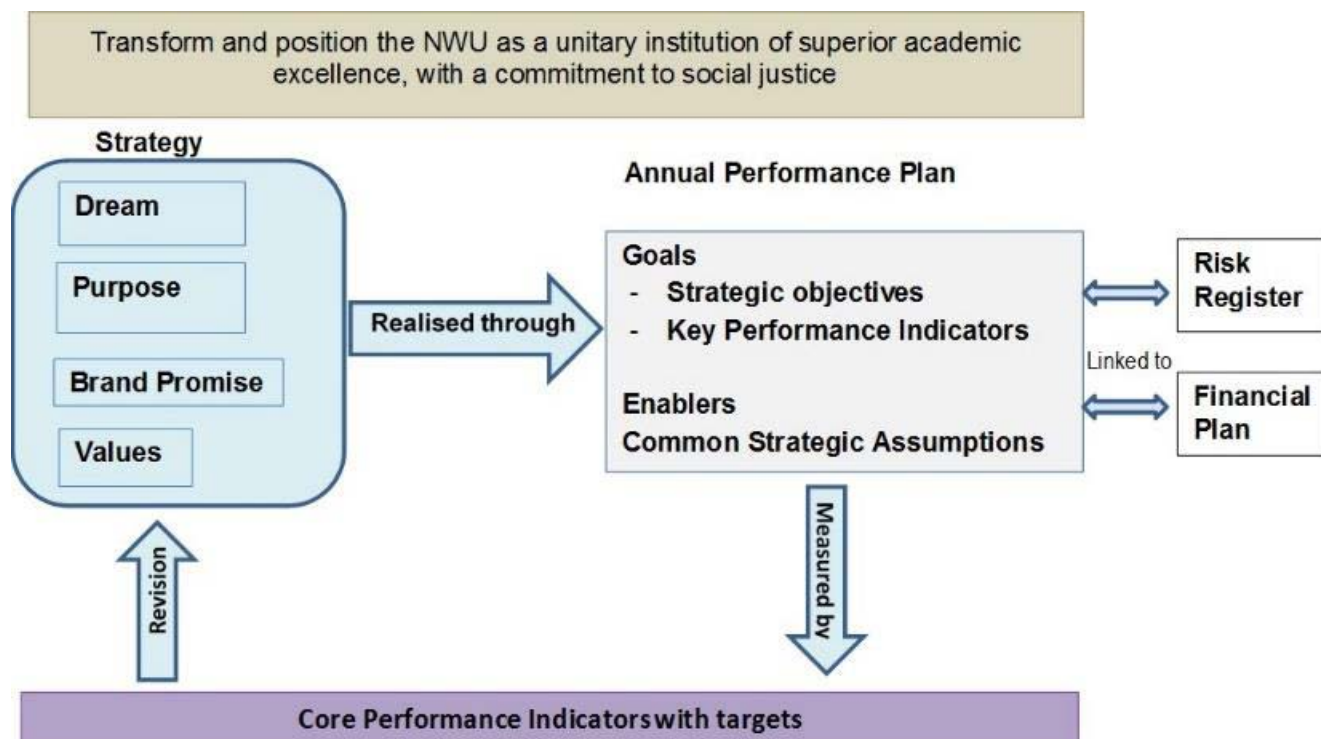 Transform and position the NWU as a unitary institution of superior academic
excellence, with a commitment to social justice
Strategy
Dream
Purpose
Brand Promise
Values
Realised through
Annual Performance Plan
Goals
- Strategic objectives
- Key Performance Indicators
Enablers
Common Strategic Assumptions
Linked to
Risk
Register
Financial
Plan
Revision
Measured by
Core Performance Indicators with targets